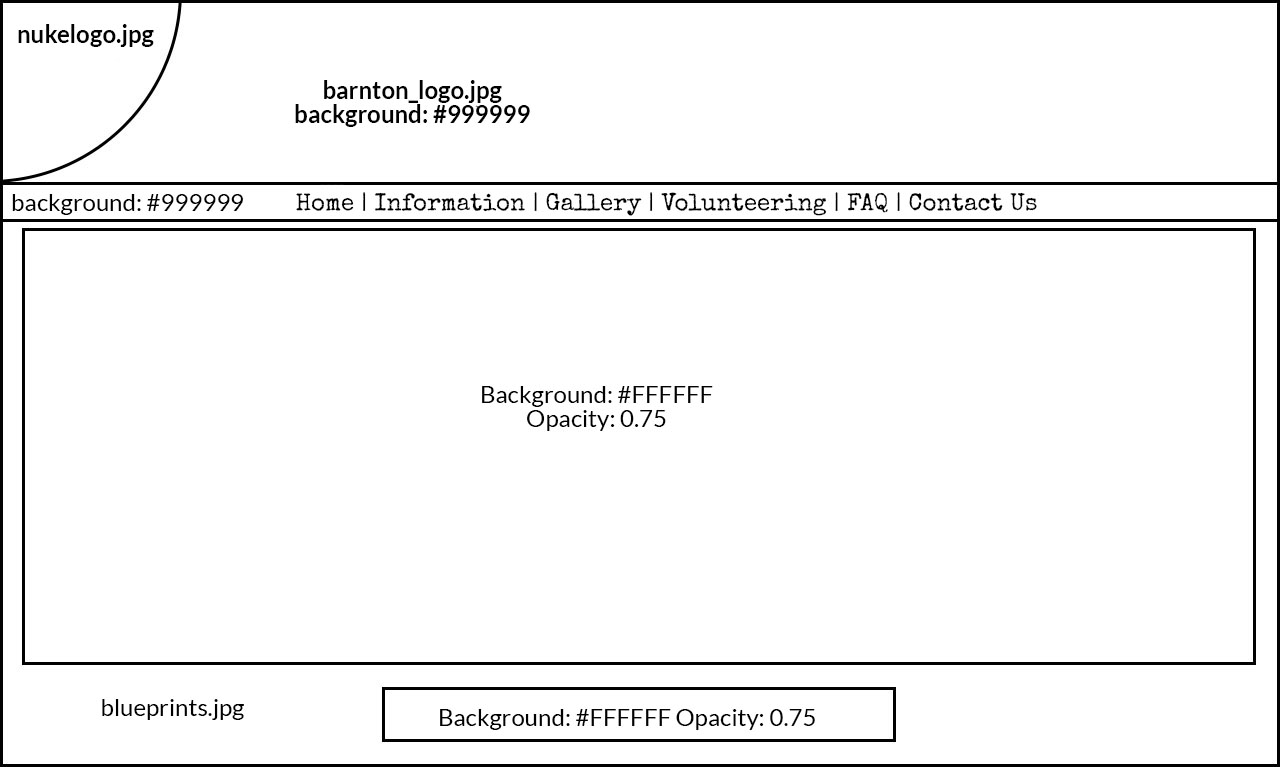 nukelogo.jpg
barnton_logo.jpg
background: #999999
background: #999999 Home | Information | Gallery | Volunteering | FAQ | Contact Us
Background: #FFFFFF
Opacity: 0.75
blueprints.jpg
Background: #FFFFFF Opacity: 0.75